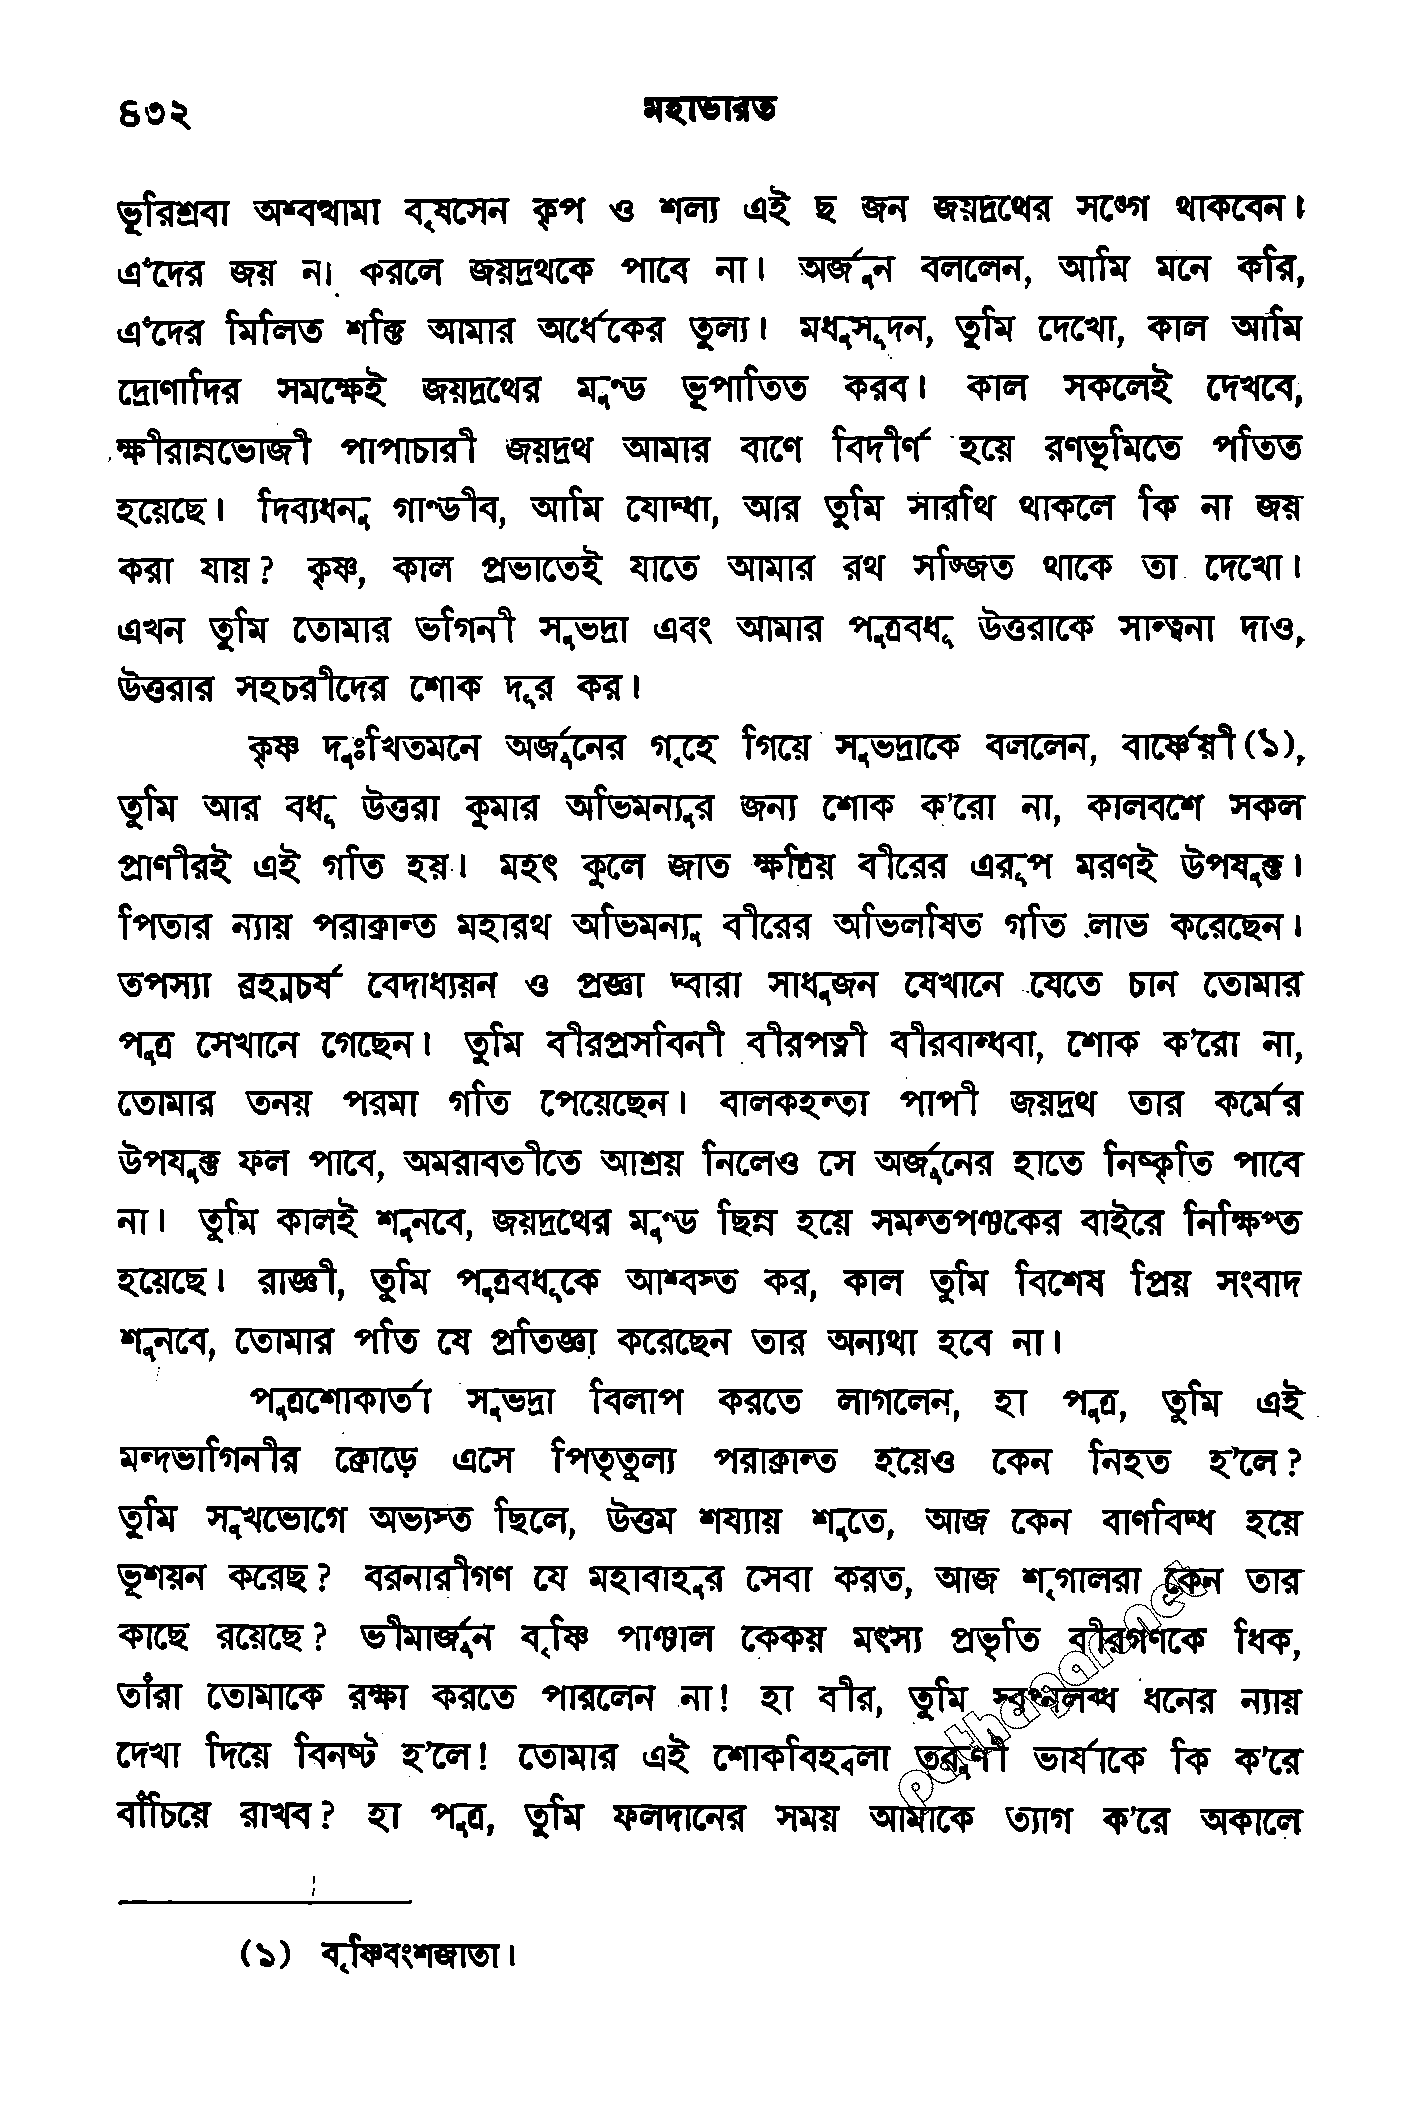 ৪৩২ মহাভারত
ভূরিশ্রবা অশ্বত্থামা বৃষসেন কৃপ ও শল্য এই ছ জন জয়দ্রথের সঙ্গে থাকবেন।
এঁদের জয় না করলে জয়দ্রথকে পাবে না। অর্জুন বললেন, আমি মনে করি,
এঁদের মিলিত শক্তি আমার অর্ধেকের তুল্য। মধুসূদন, তুমি দেখো, কাল আমি
দ্রোণাদির সমক্ষেই জয়দ্রথের মুণ্ড ভূপাতিত করব। কাল সকলেই দেখবে,
ক্ষীরান্নভোজী পাপাচারী জয়দ্রথ আমার বাণে বিদীর্ণ হয়ে রণভূমিতে পতিত
হয়েছে। দিব্যধনু গাণ্ডীব, আমি যোদ্ধা, আর তুমি সারথি থাকলে কি না জয়
করা যায়? কৃষ্ণ, কাল প্রভাতেই যাতে আমার রথ সজ্জিত থাকে তা দেখো।
এখন তুমি তোমার ভগিনী সুভদ্রা এবং আমার পুত্রবধূ উত্তরাকে সান্ত্বনা দাও,
উত্তরার সহচরীদের শোক দূর কর।
কৃষ্ণ দুঃখিতমনে অর্জুনের গৃহে গিয়ে সুভদ্রাকে বললেন, বার্ষ্ণেয়ী(১),
তুমি আর বধূ উত্তরা কুমার অভিমন্যুর জন্য শোক ক'রো না, কালবশে সকল
প্রাণীরই এই গতি হয়। মহৎ কুলে জাত ক্ষত্রিয় বীরের এরূপ মরণই উপযুক্ত।
পিতার ন্যায় পরাক্রান্ত মহারথ অভিমন্যু বীরের অভিলষিত গতি লাভ করেছেন।
তপস্যা ব্রহ্মচর্য বেদাধ্যয়ন ও প্রজ্ঞা দ্বারা সাধুজন যেখানে যেতে চান তোমার
পুত্র সেখানে গেছেন। তুমি বীরপ্রসবিনী বীরপত্নী বীরবান্ধবা, শোক ক'রো না,
তোমার তনয় পরমা গতি পেয়েছেন। বালকহন্তা পাপী জয়দ্রথ তার কর্মের
উপযুক্ত ফল পাবে, অমরাবতীতে আশ্রয় নিলেও সে অর্জুনের হাতে নিষ্কৃতি পাবে
না। তুমি কালই শুনবে, জয়দ্রথের মুণ্ড ছিন্ন হয়ে সমন্তপঞ্চকের বাইরে নিক্ষিপ্ত
হয়েছে। রাজ্ঞী, তুমি পুত্রবধূকে আশ্বস্ত কর, কাল তুমি বিশেষ প্রিয় সংবাদ
শুনবে, তোমার পতি যে প্রতিজ্ঞা করেছেন তার অন্যথা হবে না।
পুত্রশোকার্তা সুভদ্রা বিলাপ করতে লাগলেন, হা পুত্র, তুমি এই
মন্দভাগিনীর ক্রোড়ে এসে পিতৃতুল্য পরাক্রান্ত হয়েও কেন নিহত হ'লে?
তুমি সুখভোগে অভ্যস্ত ছিলে, উত্তম শয্যায় শুতে, আজ কেন বাণবিদ্ধ হয়ে
ভূশয়ন করেছ? বরনারীগণ যে মহাবাহুর সেবা করত, আজ শৃগালরা কেন তার
কাছে রয়েছে? ভীমার্জুন বৃষ্ণি পাঞ্চাল কেকয় মৎস্য প্রভৃতি বীরগণকে ধিক,
তাঁরা তোমাকে রক্ষা করতে পারলেন না! হা বীর, তুমি স্বপ্নলব্ধ ধনের ন্যায়
দেখা দিয়ে বিনষ্ট হ'লে! তোমার এই শোকবিহ্বলা তরুণী ভার্যাকে কি ক'রে
বাঁচিয়ে রাখব? হা পুত্র, তুমি ফলদানের সময় আমাকে ত্যাগ ক'রে অকালে
(১) বৃষ্ণিবংশজাতা।
pathagar.net